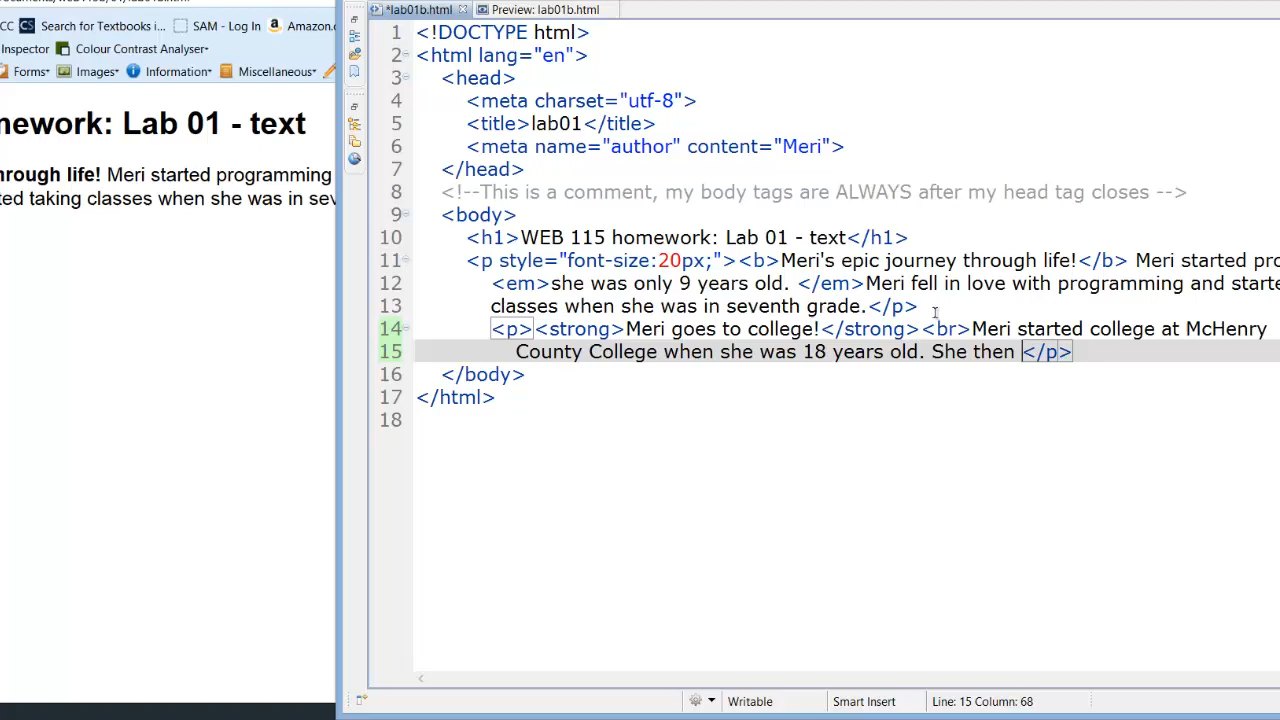 CC CS Search for Textbooks i... SAM - Log In a Amazon.c
Inspector Colour Contrast Analyser
Forms Images Information Miscellaneous
nework: Lab 01 - text
rough life! Meri started programming
ted taking classes when she was in sev
*lab01b.html Preview: lab01b.html
1 <!DOCTYPE html>
2 <html lang="en">
3 <head>
4 <meta charset="utf-8">
5 <title>lab01</title>
6 <meta name="author" content="Meri">
7 </head>
8 <!--This is a comment, my body tags are ALWAYS after my head tag closes -->
9 <body>
10 <h1>WEB 115 homework: Lab 01 - text</h1>
11 <p style="font-size:20px;"><b>Meri's epic journey through life!</b> Meri started pro
12 <em>she was only 9 years old. </em>Meri fell in love with programming and starte
13 classes when she was in seventh grade.</p>
14 <p><strong>Meri goes to college!</strong><br>Meri started college at McHenry
15 County College when she was 18 years old. She then </p>
16 </body>
17 </html>
18
Writable Smart Insert Line: 15 Column: 68